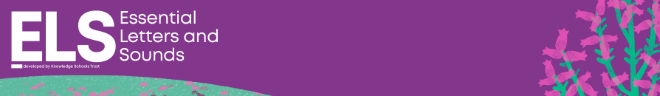 ELS
Essential
Letters and
Sounds
developed by Knowledge Schools Trust